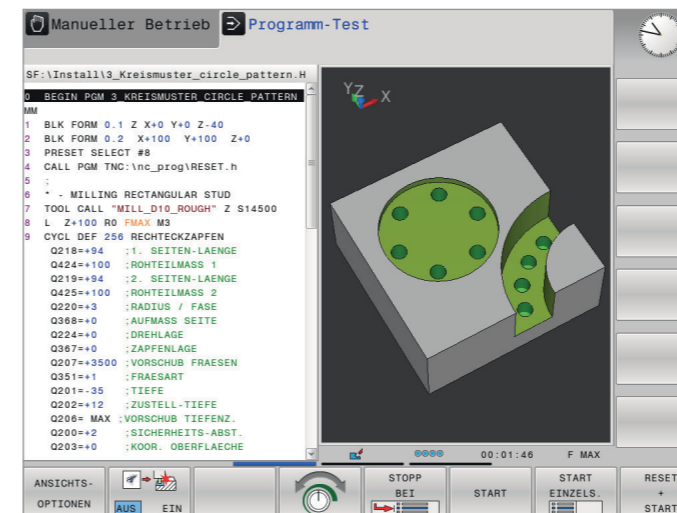 Manueller Betrieb Programm-Test
SF:\Install\3_Kreismuster_circle_pattern.H
0 BEGIN PGM 3_KREISMUSTER_CIRCLE_PATTERN
MM
1 BLK FORM 0.1 Z X+0 Y+0 Z-40
2 BLK FORM 0.2 X+100 Y+100 Z+0
3 PRESET SELECT #8
4 CALL PGM TNC:\nc_prog\RESET.h
5 ;
6 * - MILLING RECTANGULAR STUD
7 TOOL CALL "MILL_D10_ROUGH" Z S14500
8 L Z+100 R0 FMAX M3
9 CYCL DEF 256 RECHTECKZAPFEN
Q218=+94 ;1. SEITEN-LAENGE
Q424=+100 ;ROHTEILMASS 1
Q219=+94 ;2. SEITEN-LAENGE
Q425=+100 ;ROHTEILMASS 2
Q220=+3 ;RADIUS / FASE
Q368=+0 ;AUFMASS SEITE
Q224=+0 ;DREHLAGE
Q367=+0 ;ZAPFENLAGE
Q207=+3500 ;VORSCHUB FRAESEN
Q351=+1 ;FRAESART
Q201=-35 ;TIEFE
Q202=+12 ;ZUSTELL-TIEFE
Q206= MAX ;VORSCHUB TIEFENZ.
Q200=+2 ;SICHERHEITS-ABST.
Q203=+0 ;KOOR. OBERFLAECHE
Y Z X
00:01:46 F MAX
ANSICHTS-
OPTIONEN
AUS EIN
STOPP
BEI
START
START
EINZELS.
RESET
+
START